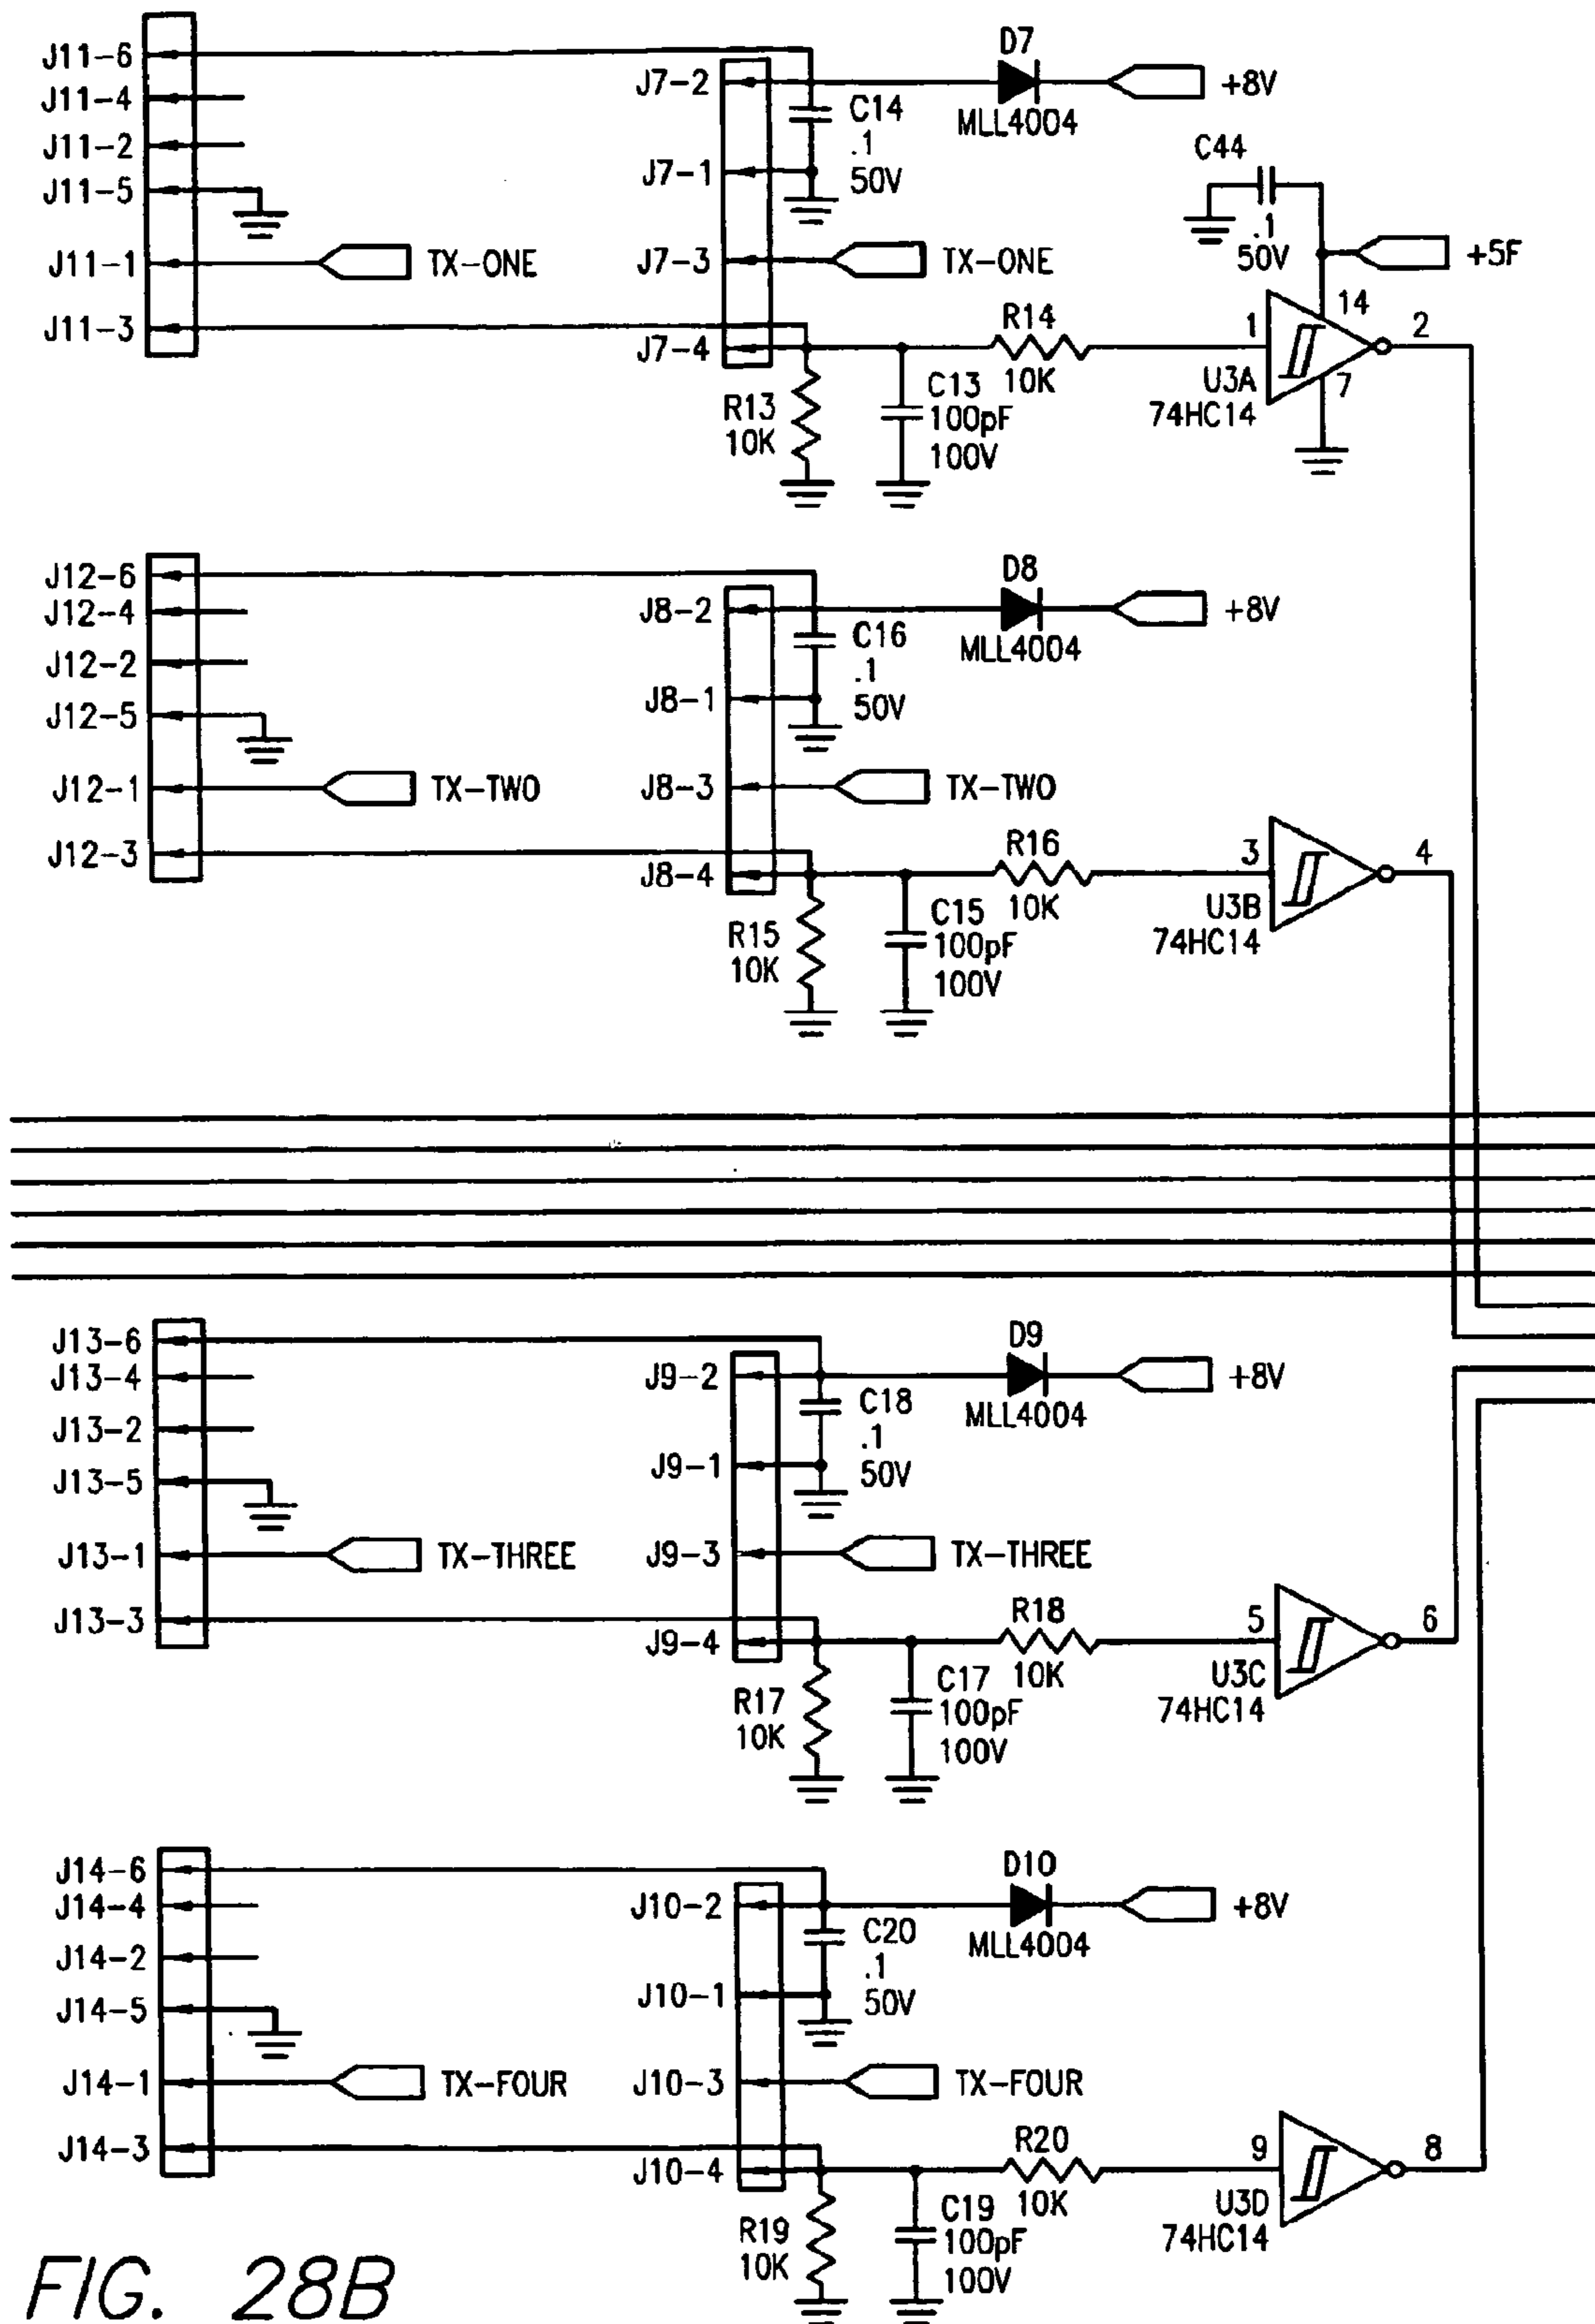 J11-6
J11-4
J11-2
J11-5
J11-1
TX-ONE
J11-3
J7-2
J7-1
J7-3
TX-ONE
J7-4
C14
.1
50V
D7
MLL4004
+8V
C44
.1
50V
+5F
R13
10K
C13
100pF
100V
R14
10K
1
14
2
7
U3A
74HC14
J12-6
J12-4
J12-2
J12-5
J12-1
TX-TWO
J12-3
J8-2
J8-1
J8-3
TX-TWO
J8-4
C16
.1
50V
D8
MLL4004
+8V
R15
10K
C15
100pF
100V
R16
10K
3
4
U3B
74HC14
J13-6
J13-4
J13-2
J13-5
J13-1
TX-THREE
J13-3
J9-2
J9-1
J9-3
TX-THREE
J9-4
C18
.1
50V
D9
MLL4004
+8V
R17
10K
C17
100pF
100V
R18
10K
5
6
U3C
74HC14
J14-6
J14-4
J14-2
J14-5
J14-1
TX-FOUR
J14-3
J10-2
J10-1
J10-3
TX-FOUR
J10-4
C20
.1
50V
D10
MLL4004
+8V
R19
10K
C19
100pF
100V
R20
10K
9
8
U3D
74HC14
FIG. 28B